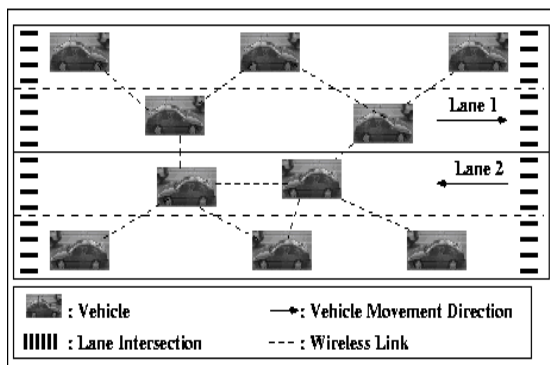 Lane 1
Lane 2
: Vehicle
: Vehicle Movement Direction
: Lane Intersection
: Wireless Link